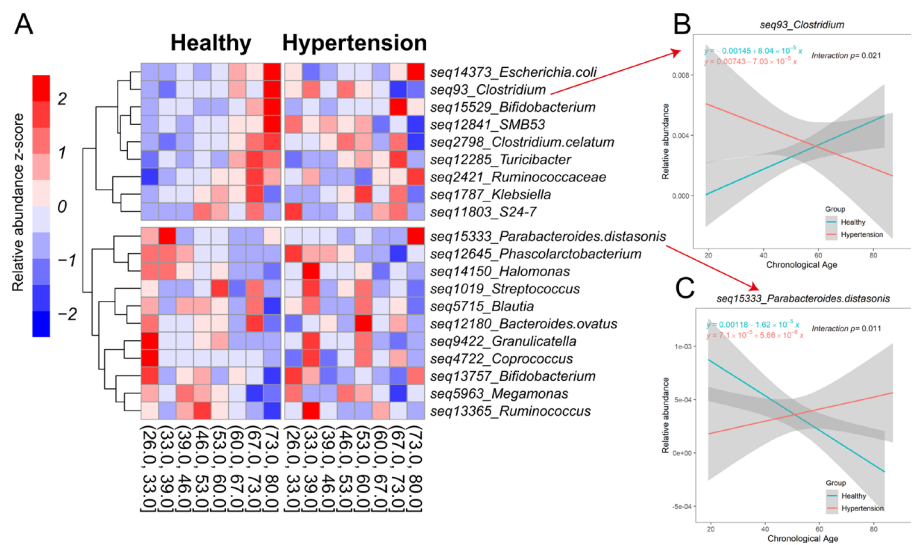 A
Healthy
Hypertension
Relative abundance z-score
2
1
0
−1
−2
seq14373_Escherichia.coli
seq93_Clostridium
seq15529_Bifidobacterium
seq12841_SMB53
seq2798_Clostridium.celatum
seq12285_Turicibacter
seq2421_Ruminococcaceae
seq1787_Klebsiella
seq11803_S24-7
seq15333_Parabacteroides.distasonis
seq12645_Phascolarctobacterium
seq14150_Halomonas
seq1019_Streptococcus
seq5715_Blautia
seq12180_Bacteroides.ovatus
seq9422_Granulicatella
seq4722_Coprococcus
seq13757_Bifidobacterium
seq5963_Megamonas
seq13365_Ruminococcus
(26.0, 33.0]
(33.0, 39.0]
(39.0, 46.0]
(46.0, 53.0]
(53.0, 60.0]
(60.0, 67.0]
(67.0, 73.0]
(73.0, 80.0]
(26.0, 33.0]
(33.0, 39.0]
(39.0, 46.0]
(46.0, 53.0]
(53.0, 60.0]
(60.0, 67.0]
(67.0, 73.0]
(73.0, 80.0]
B
seq93_Clostridium
Interaction p= 0.021
Relative abundance
0.008
0.004
0.000
Group
Healthy
Hypertension
20
40
60
80
Chronological Age
C
seq15333_Parabacteroides.distasonis
Interaction p= 0.011
Relative abundance
1e-03
5e-04
0e+00
-5e-04
Group
Healthy
Hypertension
20
40
60
80
Chronological Age